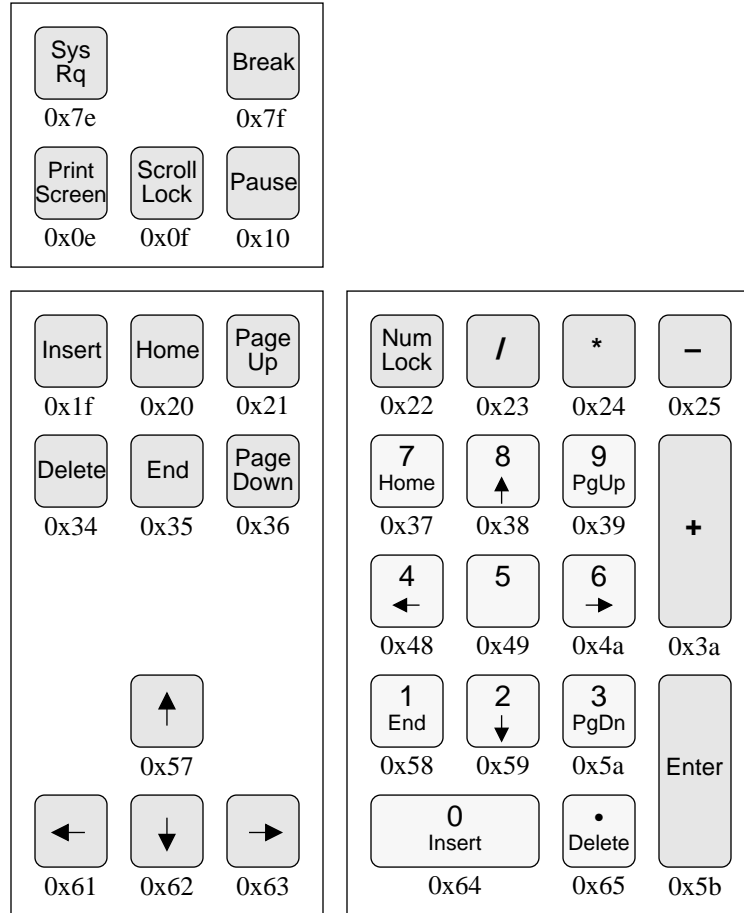 Sys Break
Rq
0x7e 0x7f
Print Scroll Pause
Screen Lock
0x0e 0x0f 0x10
Insert Home Page
Up
0x1f 0x20 0x21
Delete End Page
Down
0x34 0x35 0x36
0x57
0x61 0x62 0x63
Num / * –
Lock
0x22 0x23 0x24 0x25
7 8 9
Home PgUp
0x37 0x38 0x39
+
4 5 6
0x48 0x49 0x4a 0x3a
1 2 3
End PgDn
0x58 0x59 0x5a
Enter
0 •
Insert Delete
0x64 0x65 0x5b